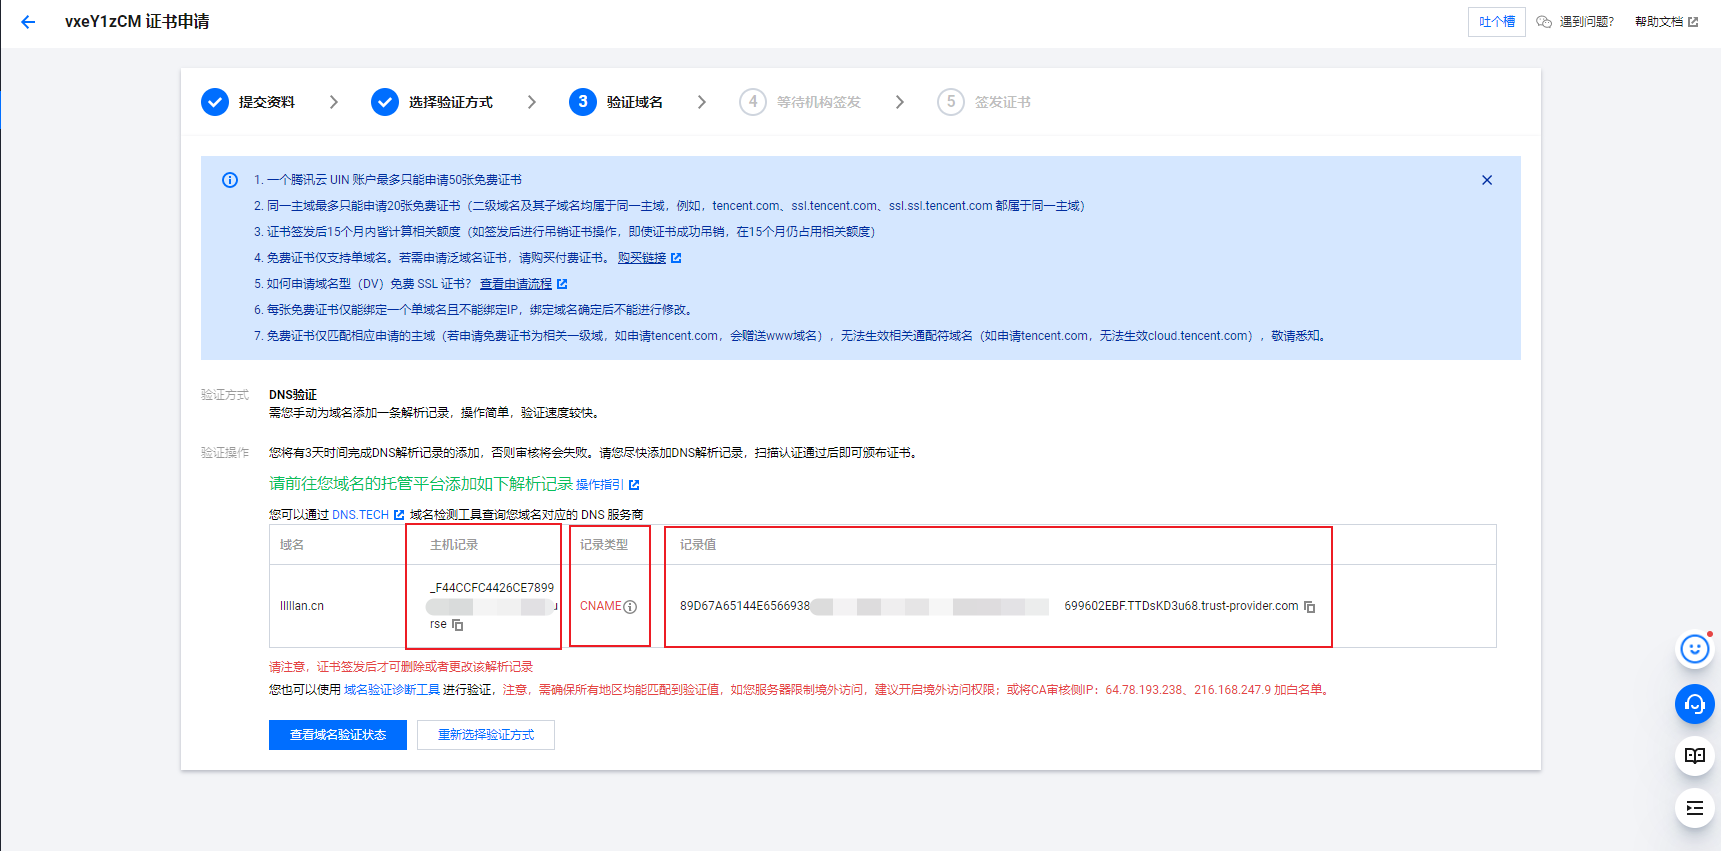 vxeY1zCM 证书申请
吐个槽
遇到问题?
帮助文档
提交资料
选择验证方式
3 验证域名
4 等待机构签发
5 签发证书
1. 一个腾讯云 UIN 账户最多只能申请50张免费证书
2. 同一主域最多只能申请20张免费证书（二级域名及其子域名均属于同一主域，例如，tencent.com、ssl.tencent.com、ssl.ssl.tencent.com 都属于同一主域）
3. 证书签发后15个月内皆计算相关额度（如签发后进行吊销证书操作，即使证书成功吊销，在15个月仍占用相关额度）
4. 免费证书仅支持单域名。若需申请泛域名证书，请购买付费证书。 购买链接
5. 如何申请域名型（DV）免费 SSL 证书？ 查看申请流程
6. 每张免费证书仅能绑定一个单域名且不能绑定IP，绑定域名确定后不能进行修改。
7. 免费证书仅匹配相应申请的主域（若申请免费证书为相关一级域，如申请tencent.com，会赠送www域名），无法生效相关通配符域名（如申请tencent.com，无法生效cloud.tencent.com），敬请悉知。
验证方式 DNS验证
需您手动为域名添加一条解析记录，操作简单，验证速度较快。
验证操作 您将有3天时间完成DNS解析记录的添加，否则审核将会失败。请您尽快添加DNS解析记录，扫描认证通过后即可颁布证书。
请前往您域名的托管平台添加如下解析记录 操作指引
您可以通过 DNS.TECH 域名检测工具查询您域名对应的 DNS 服务商
域名 主机记录 记录类型 记录值
_F44CCFC4426CE7899
CNAME 89D67A65144E6566938 699602EBF.TTDsKD3u68.trust-provider.com
rse
请注意，证书签发后才可删除或者更改该解析记录
您也可以使用 域名验证诊断工具 进行验证，注意，需确保所有地区均能匹配到验证值，如您服务器限制境外访问，建议开启境外访问权限；或将CA审核侧IP：64.78.193.238、216.168.247.9 加白名单。
查看域名验证状态
重新选择验证方式